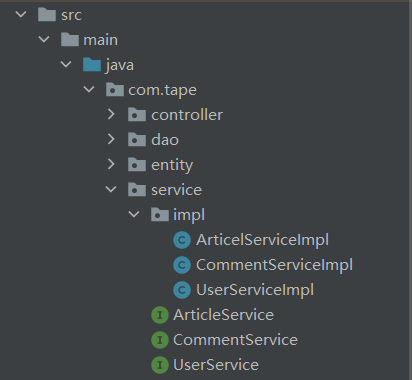 src
main
java
com.tape
controller
dao
entity
service
impl
ArticelServiceImpl
CommentServiceImpl
UserServiceImpl
ArticleService
CommentService
UserService